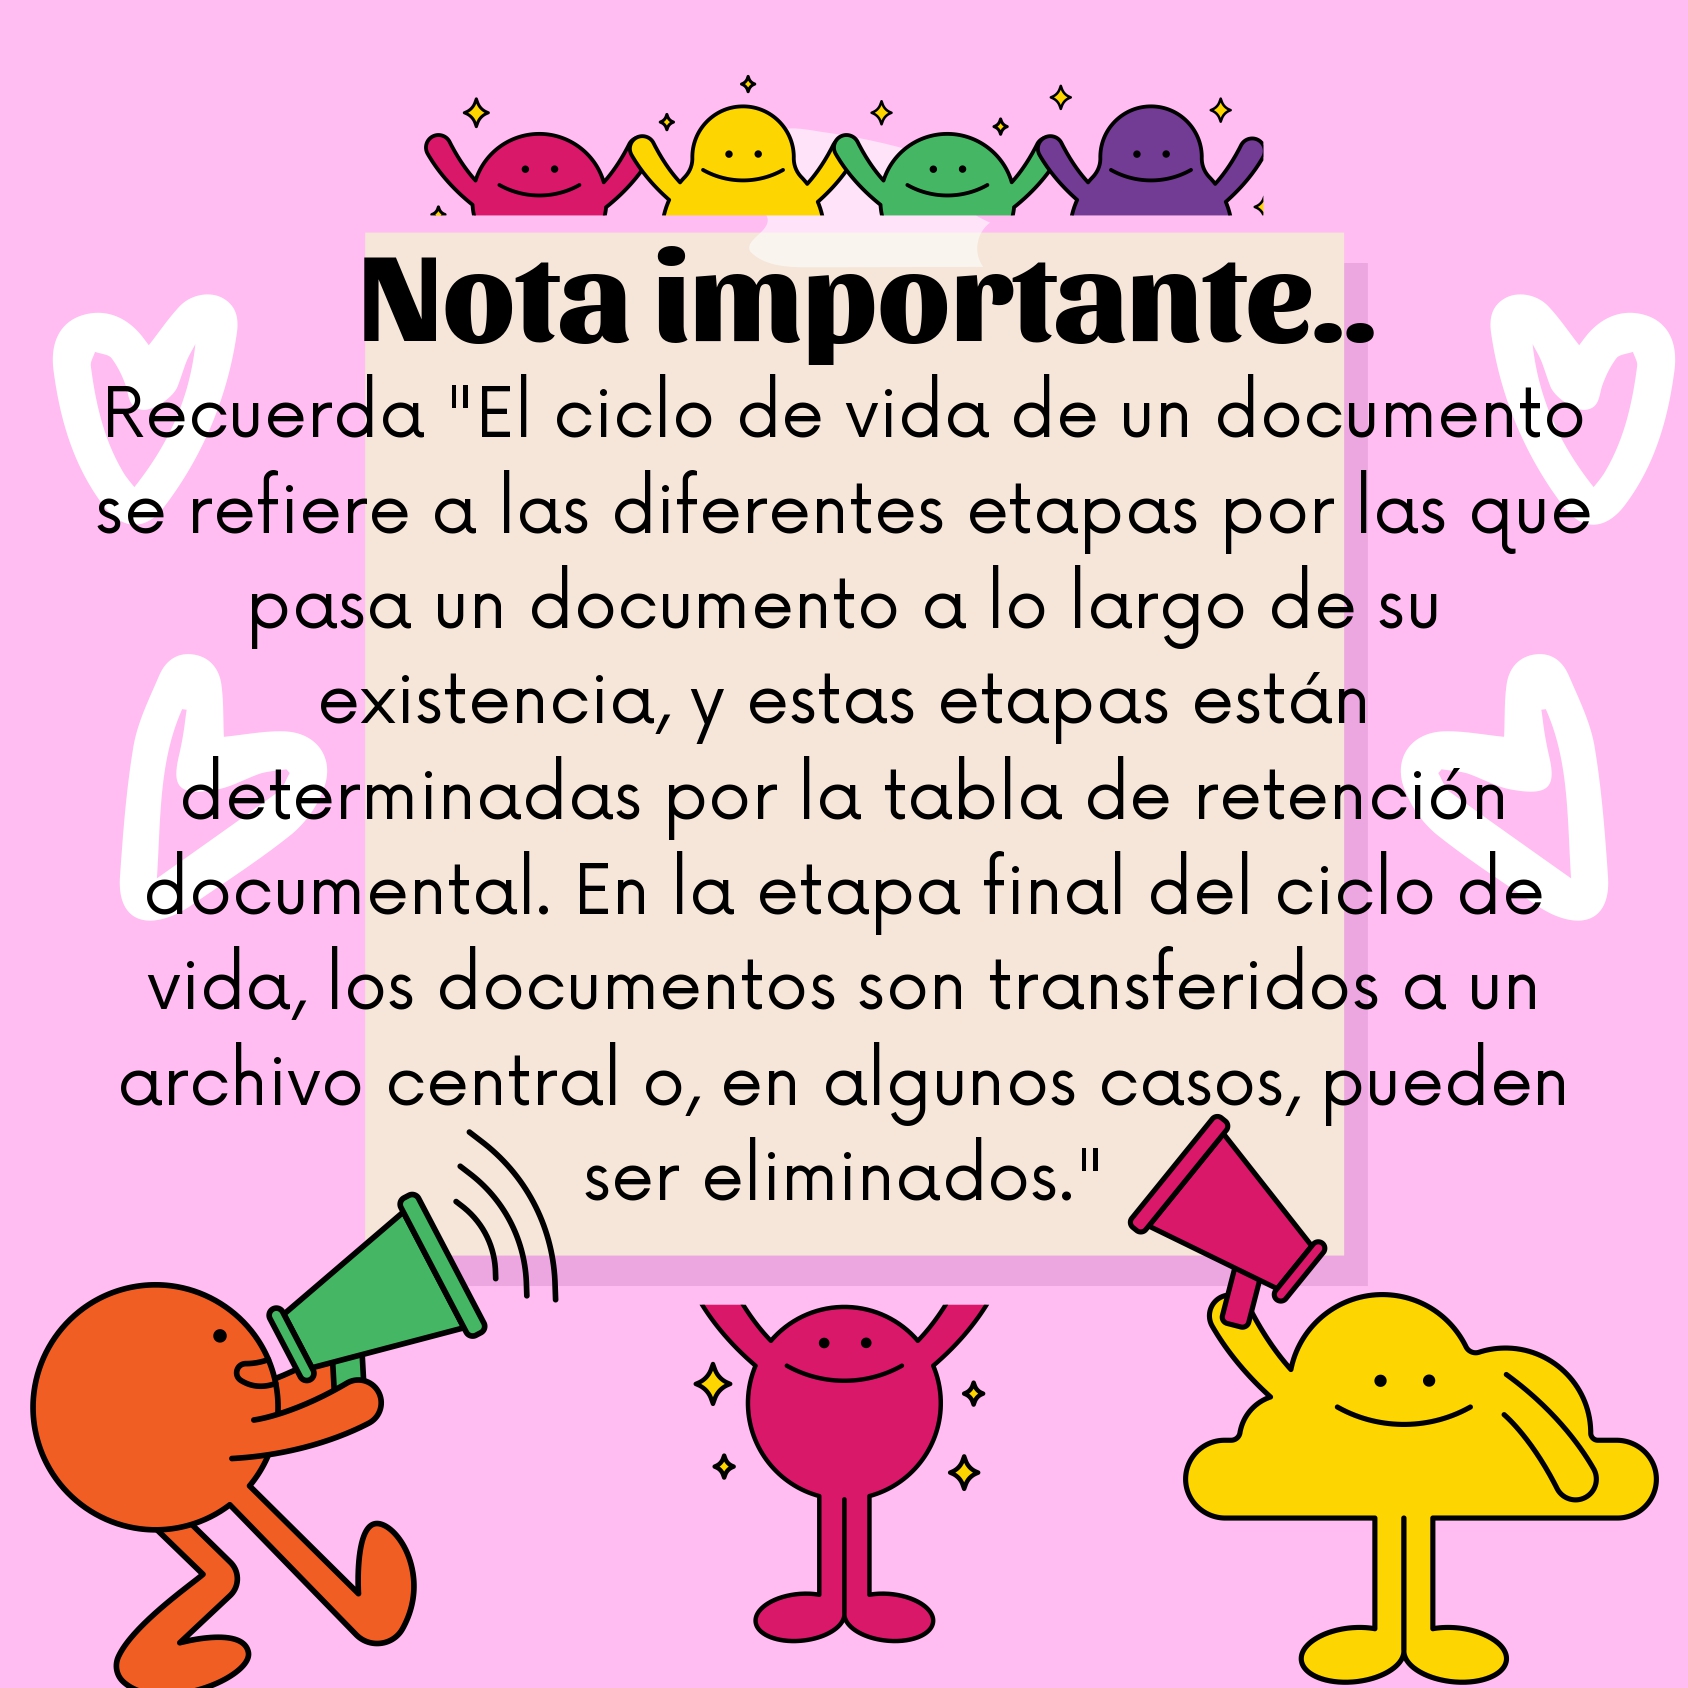 Nota importante..
Recuerda "El ciclo de vida de un documento
se refiere a las diferentes etapas por las que
pasa un documento a lo largo de su
existencia, y estas etapas están
determinadas por la tabla de retención
documental. En la etapa final del ciclo de
vida, los documentos son transferidos a un
archivo central o, en algunos casos, pueden
ser eliminados."